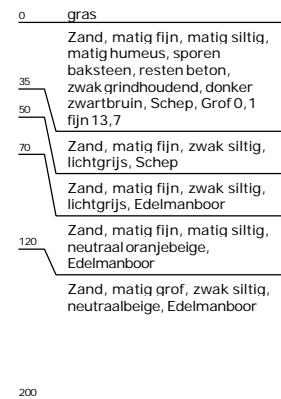 0 gras
Zand, matig fijn, matig siltig,
matig humeus, sporen
baksteen, resten beton,
zwak grindhoudend, donker
zwartbruin, Schep, Grof 0,1
fijn 13,7
35
Zand, matig fijn, zwak siltig,
lichtgrijs, Schep
50
Zand, matig fijn, zwak siltig,
lichtgrijs, Edelmanboor
70
Zand, matig fijn, matig siltig,
neutraal oranjebeige,
Edelmanboor
120
Zand, matig grof, zwak siltig,
neutraalbeige, Edelmanboor
200